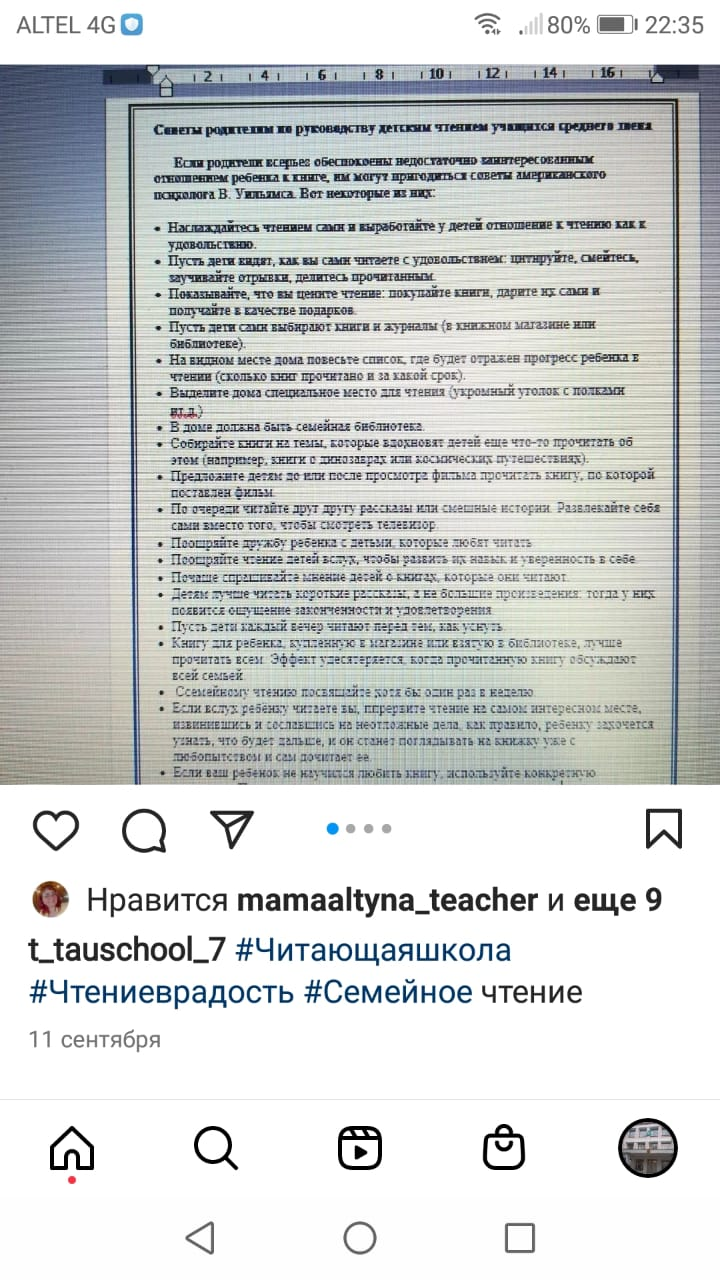 ALTEL 4G 80% 22:35
2 4 6 8 10 12 14 16
Советы родителям по руководству детским чтением учащихся среднего звена
Если родители всерьез обеспокоены недостаточно заинтересованным
отношением ребенка к книге, им могут пригодиться советы американского
психолога В. Уильямса. Вот некоторые из них:
• Наслаждайтесь чтением сами и выработайте у детей отношение к чтению как к
удовольствию.
• Пусть дети видят, как вы сами читаете с удовольствием: цитируйте, смейтесь,
заучивайте отрывки, делитесь прочитанным.
• Показывайте, что вы цените чтение: покупайте книги, дарите их сами и
получайте в качестве подарков.
• Пусть дети сами выбирают книги и журналы (в книжном магазине или
библиотеке).
• На видном месте дома повесьте список, где будет отражен прогресс ребенка в
чтении (сколько книг прочитано и за какой срок).
• Выделите дома специальное место для чтения (укромный уголок с полками
ит.д.)
• В доме должна быть семейная библиотека.
• Собирайте книги на темы, которые вдохновят детей еще что-то прочитать об
этом (например, книги о динозаврах или космических путешествиях).
• Предложите детям до или после просмотра фильма прочитать книгу, по которой
поставлен фильм.
• По очереди читайте друг другу рассказы или смешные истории. Развлекайте себя
сами вместо того, чтобы смотреть телевизор.
• Поощряйте дружбу ребенка с детьми, которые любят читать.
• Поощряйте чтение детей вслух, чтобы развить их навык и уверенность в себе.
• Почаще спрашивайте мнение детей о книгах, которые они читают.
• Детям лучше читать короткие рассказы, а не большие произведения: тогда у них
появится ощущение законченности и удовлетворения.
• Пусть дети каждый вечер читают перед тем, как уснуть.
• Книгу для ребенка, купленную в магазине или взятую в библиотеке, лучше
прочитать всем. Эффект удесятеряется, когда прочитанную книгу обсуждают
всей семьей.
• Ссемейному чтению посвящайте хотя бы один раз в неделю.
• Если вслух ребенку читаете вы, прервите чтение на самом интересном месте,
извинившись и сославшись на неотложные дела, как правило, ребенку захочется
узнать, что будет дальше, и он станет поглядывать на книжку уже с
любопытством и сам дочитает ее.
• Если ваш ребенок не научится любить книгу, используйте конкретную
Нравится mamaaltyna_teacher и еще 9
t_tauschool_7 #Читающаяшкола
#Чтениеврадость #Семейное чтение
11 сентября